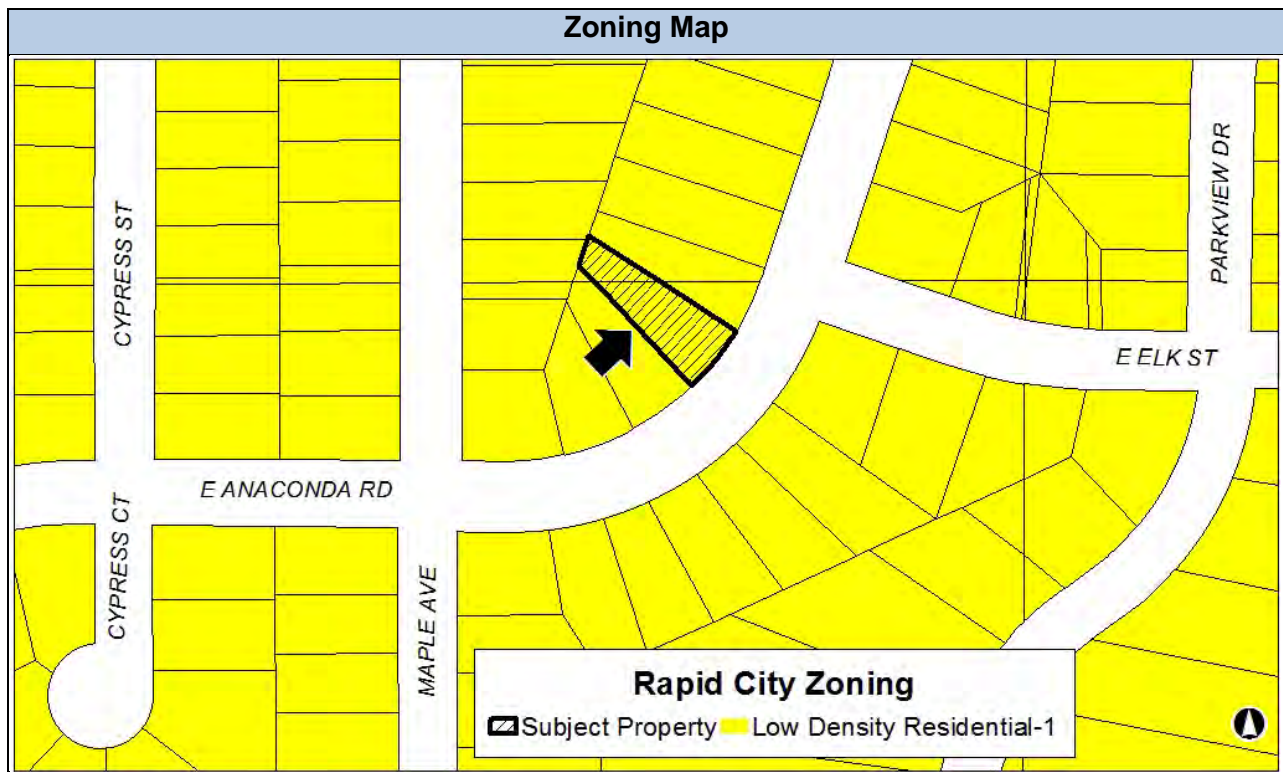 Zoning Map
CYPRESS ST
PARKVIEW DR
E ELK ST
E ANACONDA RD
CYPRESS CT
MAPLE AVE
Rapid City Zoning
Subject Property Low Density Residential-1